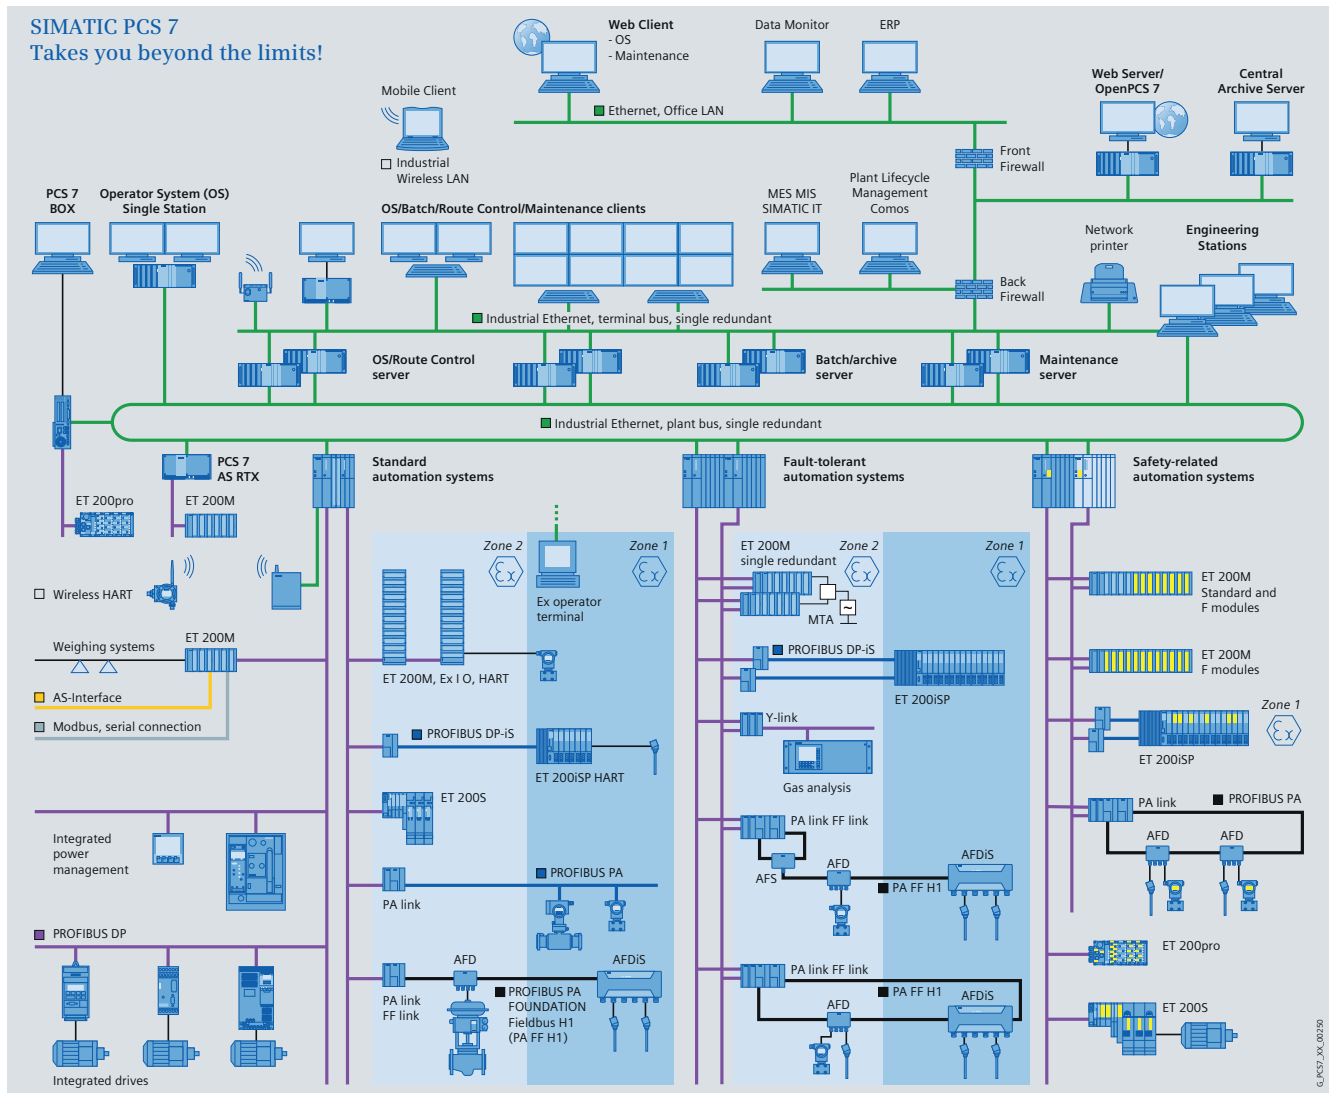 SIMATIC PCS 7
Takes you beyond the limits!
Web Client
- OS
- Maintenance
Data Monitor
ERP
Web Server/
OpenPCS 7
Central
Archive Server
Mobile Client
Ethernet, Office LAN
Industrial
Wireless LAN
Front
Firewall
PCS 7
BOX
Operator System (OS)
Single Station
OS/Batch/Route Control/Maintenance clients
MES MIS
SIMATIC IT
Plant Lifecycle
Management
Comos
Network
printer
Engineering
Stations
Back
Firewall
Industrial Ethernet, terminal bus, single redundant
OS/Route Control
server
Batch/archive
server
Maintenance
server
Industrial Ethernet, plant bus, single redundant
PCS 7
AS RTX
Standard
automation systems
Fault-tolerant
automation systems
Safety-related
automation systems
ET 200pro
ET 200M
Zone 2
Ex
Zone 1
Ex
ET 200M
single redundant
Zone 2
Ex
Zone 1
Ex
Wireless HART
Ex operator
terminal
MTA
~
ET 200M
Standard and
F modules
Weighing systems
ET 200M
ET 200M, Ex I O, HART
PROFIBUS DP-iS
ET 200iSP
ET 200M
F modules
AS-Interface
Modbus, serial connection
PROFIBUS DP-iS
ET 200iSP HART
Y-link
Gas analysis
Zone 1
Ex
ET 200iSP
ET 200S
Integrated
power
management
PA link FF link
AFS
AFD
AFDiS
PA FF H1
PA link
PROFIBUS PA
AFD
AFD
PA link
PROFIBUS PA
PROFIBUS DP
ET 200pro
AFD
AFDiS
PA link
FF link
PROFIBUS PA
FOUNDATION
Fieldbus H1
(PA FF H1)
PA link FF link
PA FF H1
AFD
AFDiS
ET 200S
Integrated drives
G_PCS7_XX_00250